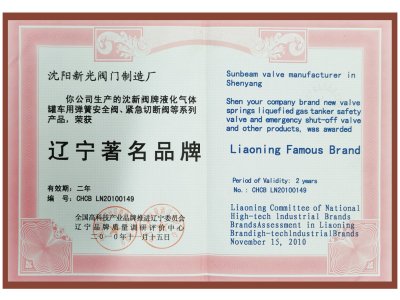 沈阳新光阀门制造厂
你公司生产的沈新阀牌液化气体
罐车用弹簧安全阀、紧急切断阀等系列
产品,荣获
辽宁著名品牌
有效期：二年
编 号：CHCB LN20100149
全国高科技产业品牌推进辽宁委员会
辽宁品牌质量调研评价中心
二〇一〇年十一月十五日
Sunbeam valve manufacturer in
Shenyang
Shen your company brand new valve
springs liquefied gas tanker safety
valve and emergency shut-off valve
and other products, was awarded
Liaoning Famous Brand
Period of Validity: 2 years
No.: CHCB LN20100149
Liaoning Committee of National
High-tech lndustrial Brands
BrandsAssessment in Liaoning
Brandigh-techlndustrialBrands
November 15, 2010